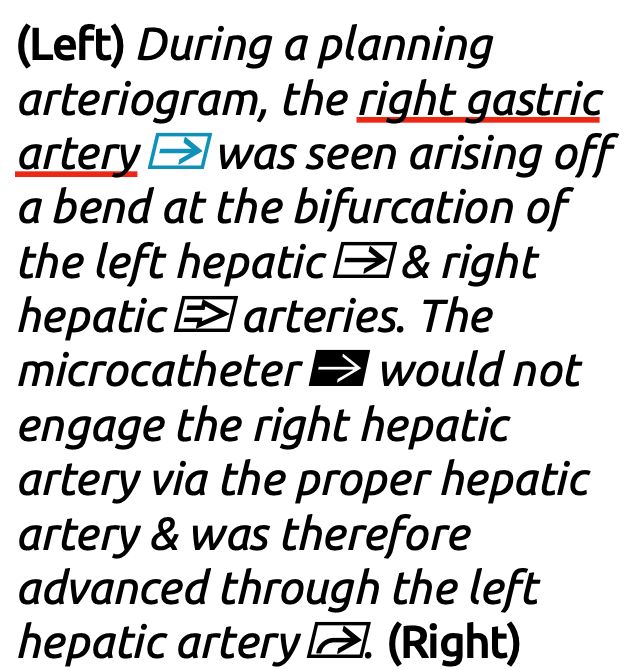 (Left) During a planning
arteriogram, the right gastric
artery was seen arising off
a bend at the bifurcation of
the left hepatic & right
hepatic arteries. The
microcatheter would not
engage the right hepatic
artery via the proper hepatic
artery & was therefore
advanced through the left
hepatic artery. (Right)